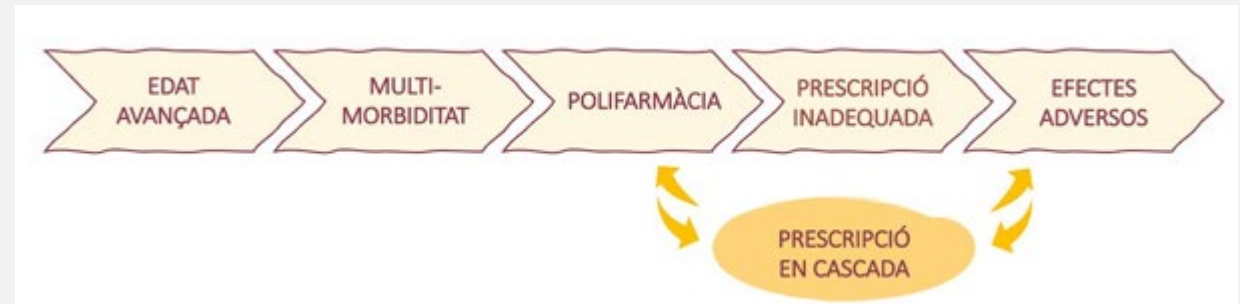 EDAT
AVANÇADA
MULTI-
MORBIDITAT
POLIFARMÀCIA
PRESCRIPCIÓ
INADEQUADA
EFECTES
ADVERSOS
PRESCRIPCIÓ
EN CASCADA